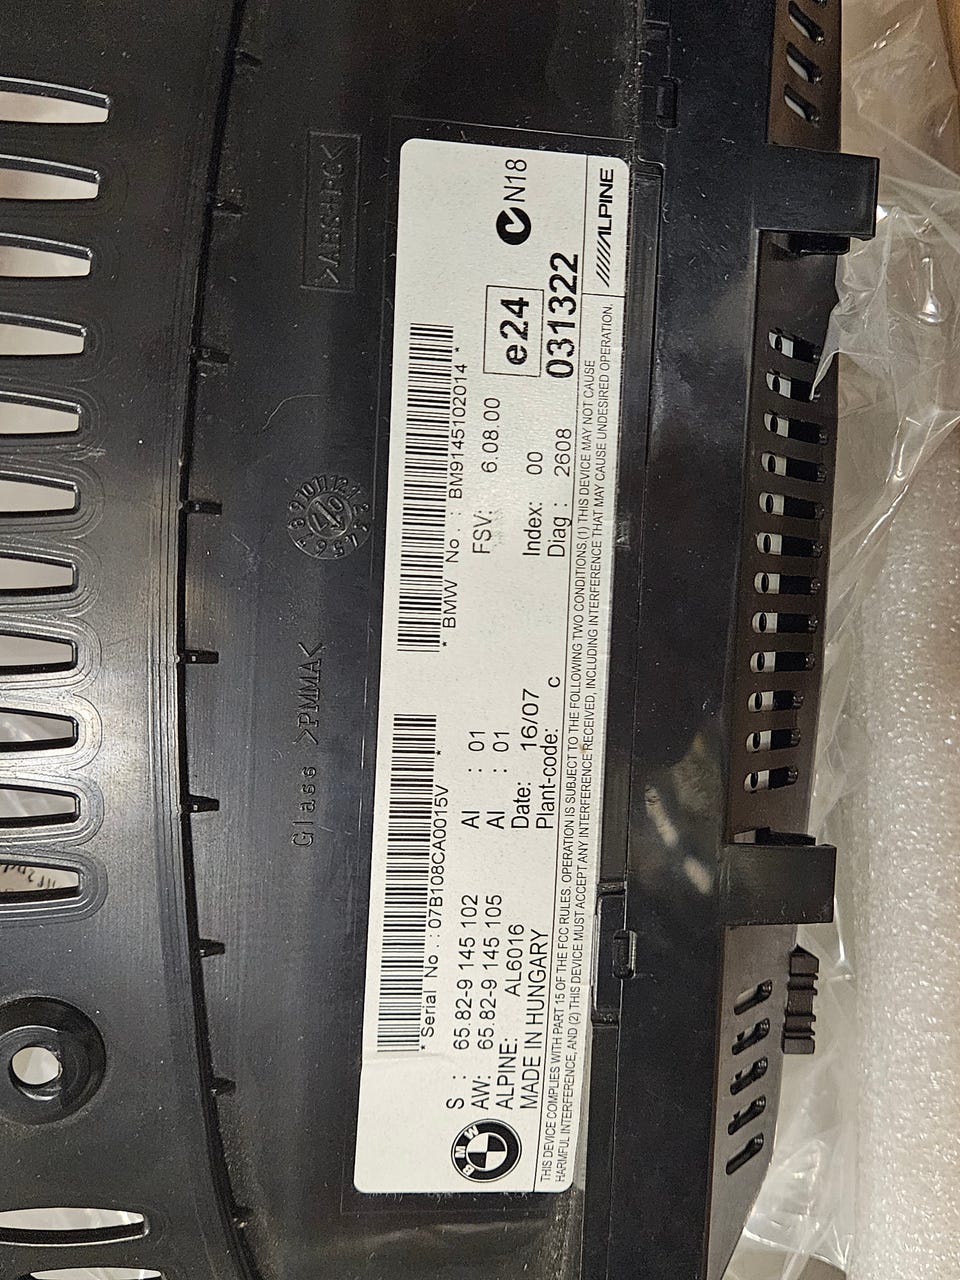 >ABS+PC<
Glass >PMMA<
* Serial No. : 07B108CA0015V *
* BMW No. : BM9145102014 *
S : 65.82-9 145 102 AI : 01
AW: 65.82-9 145 105 AI : 01
ALPINE: AL6016 Date: 16/07
MADE IN HUNGARY Plant-code: C
FSV: 6.08.00
Index: 00
Diag : 2608
e24
031322
N18
BMW
THIS DEVICE COMPLIES WITH PART 15 OF THE FCC RULES. OPERATION IS SUBJECT TO THE FOLLOWING TWO CONDITIONS.(1) THIS DEVICE MAY NOT CAUSE
HARMFUL INTERFERENCE, AND (2) THIS DEVICE MUST ACCEPT ANY INTERFERENCE RECEIVED, INCLUDING INTERFERENCE THAT MAY CAUSE UNDESIRED OPERATION.
ALPINE